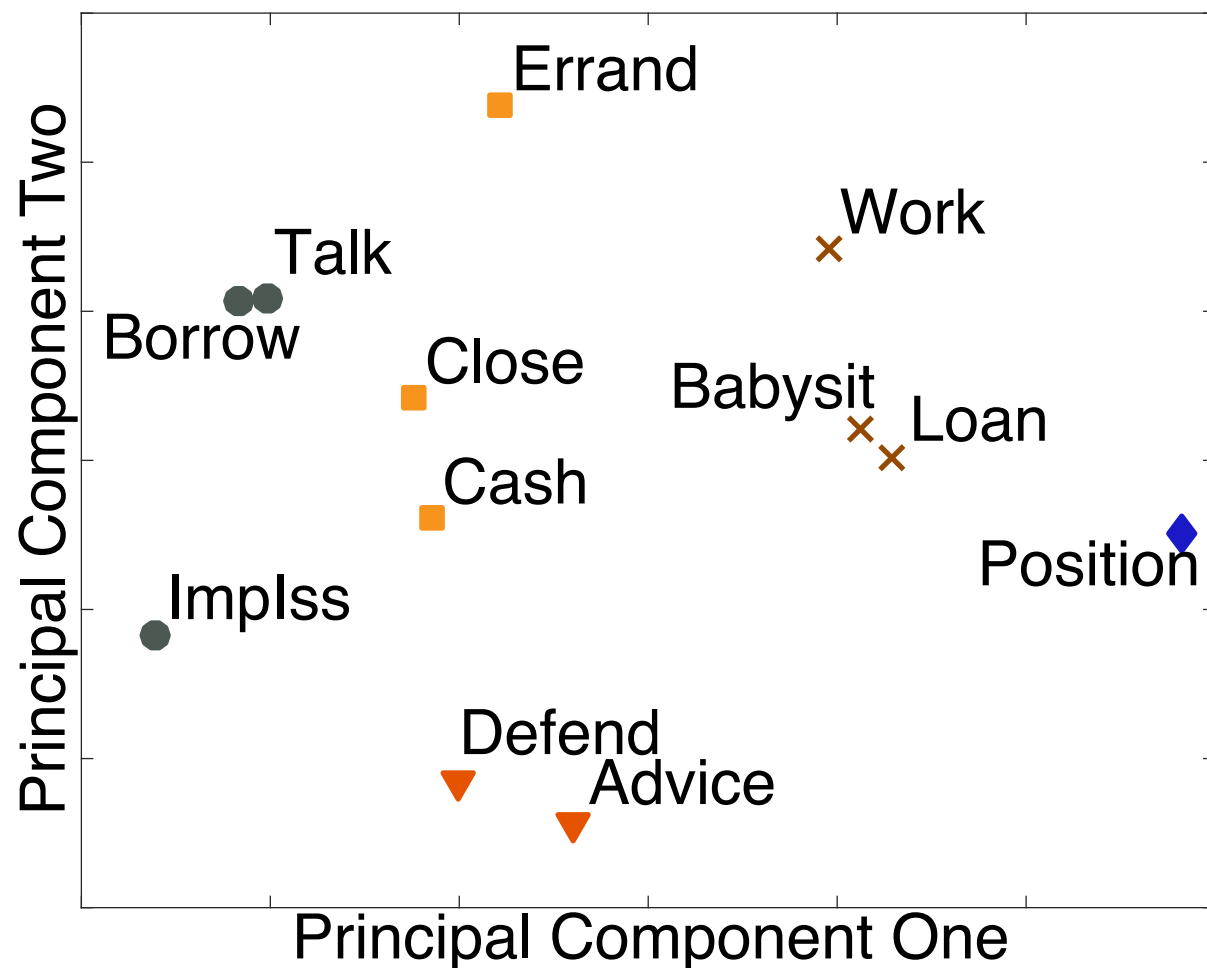 Errand
Work
Talk
Borrow
Close
Babysit
Loan
Cash
Position
ImpIss
Defend
Advice
Principal Component Two
Principal Component One